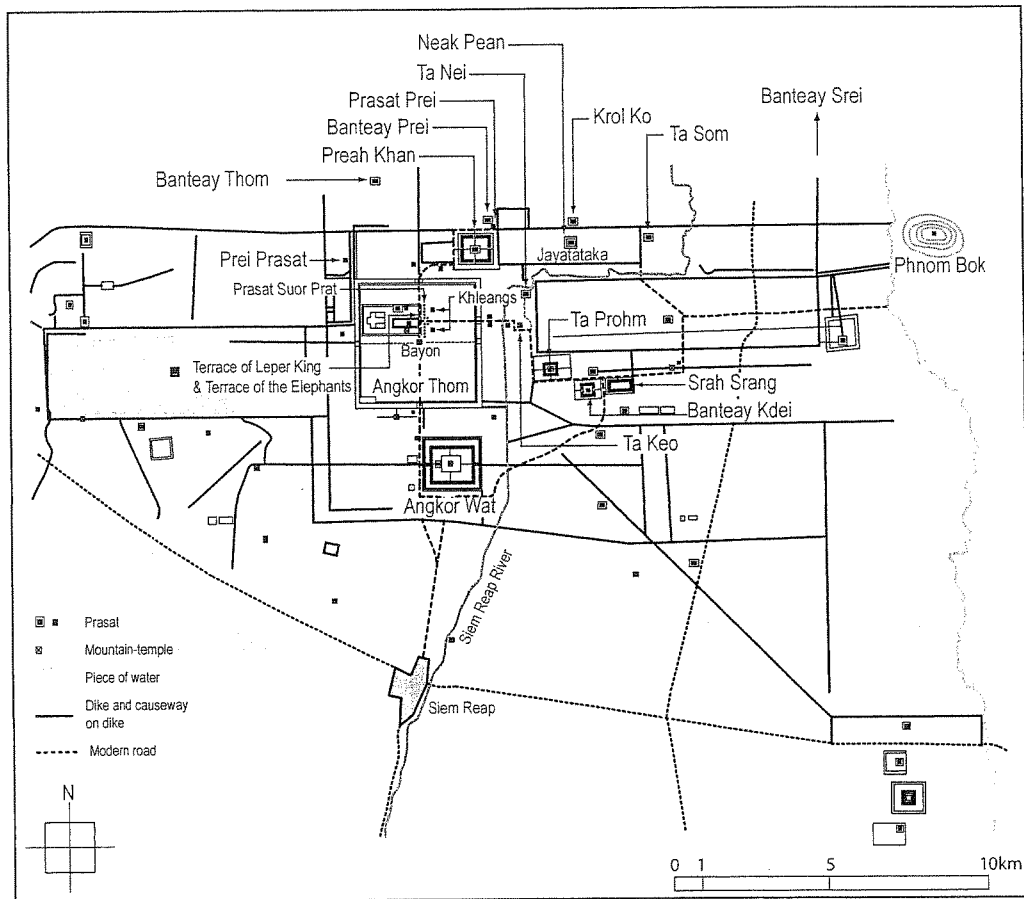 Neak Pean
Ta Nei
Prasat Prei
Banteay Prei
Preah Khan
Banteay Thom
Krol Ko
Ta Som
Banteay Srei
Prei Prasat
Jayatataka
Phnom Bok
Prasat Suor Prat
Khleangs
Ta Prohm
Bayon
Terrace of Leper King
& Terrace of the Elephants
Angkor Thom
Srah Srang
Banteay Kdei
Ta Keo
Angkor Wat
Siem Reap River
Siem Reap
Prasat
Mountain-temple
Piece of water
Dike and causeway
on dike
Modern road
N
0 1 5 10km